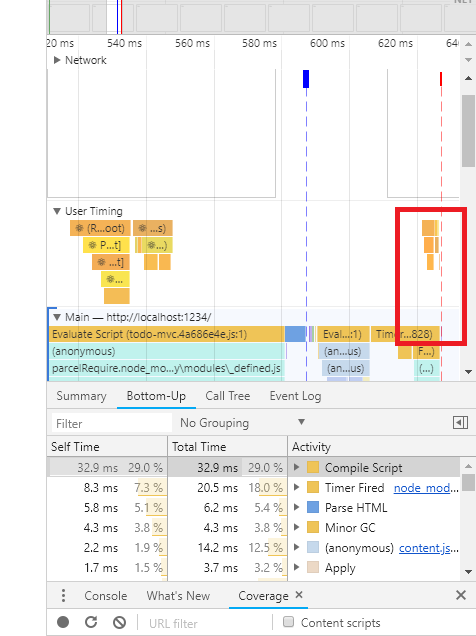 20 ms 540 ms 560 ms 580 ms 600 ms 620 ms 64
▶ Network
▼ User Timing
(R...oot) ...s)
P...t] ...)
...t]
...
▼ Main — http://localhost:1234/
Evaluate Script (todo-mvc.4a686e4e.js:1) Eval...:1) Timer...828)
(anonymous) (an...us) F...)
parcelRequire.node_mo...y\modules\_defined.js (an...us) (...)
Summary Bottom-Up Call Tree Event Log
Filter No Grouping ▼
Self Time Total Time Activity
32.9 ms 29.0 % 32.9 ms 29.0 % ▶ Compile Script
8.3 ms 7.3 % 20.5 ms 18.0 % ▶ Timer Fired node_mod...
5.8 ms 5.1 % 6.2 ms 5.4 % ▶ Parse HTML
4.3 ms 3.8 % 4.3 ms 3.8 % ▶ Minor GC
2.2 ms 1.9 % 14.2 ms 12.5 % ▶ (anonymous) content.js...
1.7 ms 1.5 % 3.7 ms 3.2 % ▶ Apply
Console What's New Coverage × ×
URL filter Content scripts